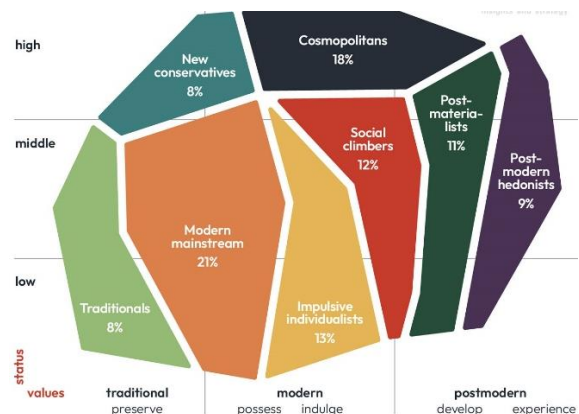 high
Cosmopolitans
18%
New
conservatives
8%
Post-
materia-
lists
11%
middle
Social
climbers
12%
Post-
modern
hedonists
9%
Modern
mainstream
21%
low
Traditionals
8%
Impulsive
individualists
13%
status
values
traditional
modern
postmodern
preserve
possess
indulge
develop
experience